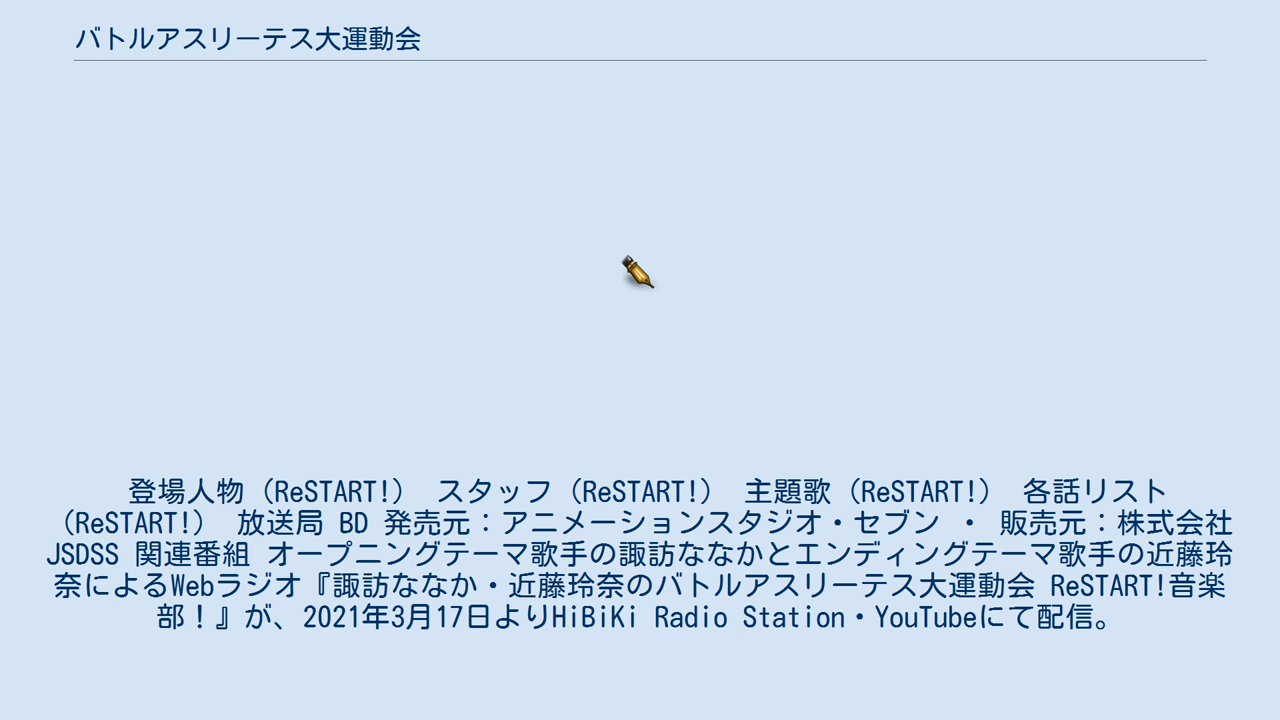 バトルアスリーテス大運動会
登場人物（ReSTART!） スタッフ（ReSTART!） 主題歌（ReSTART!） 各話リスト
（ReSTART!） 放送局 BD 発売元：アニメーションスタジオ・セブン ・ 販売元：株式会社
JSDSS 関連番組 オープニングテーマ歌手の諏訪ななかとエンディングテーマ歌手の近藤玲
奈によるWebラジオ『諏訪ななか・近藤玲奈のバトルアスリーテス大運動会 ReSTART!音楽
部！』が、2021年3月17日よりHiBiKi Radio Station・YouTubeにて配信。